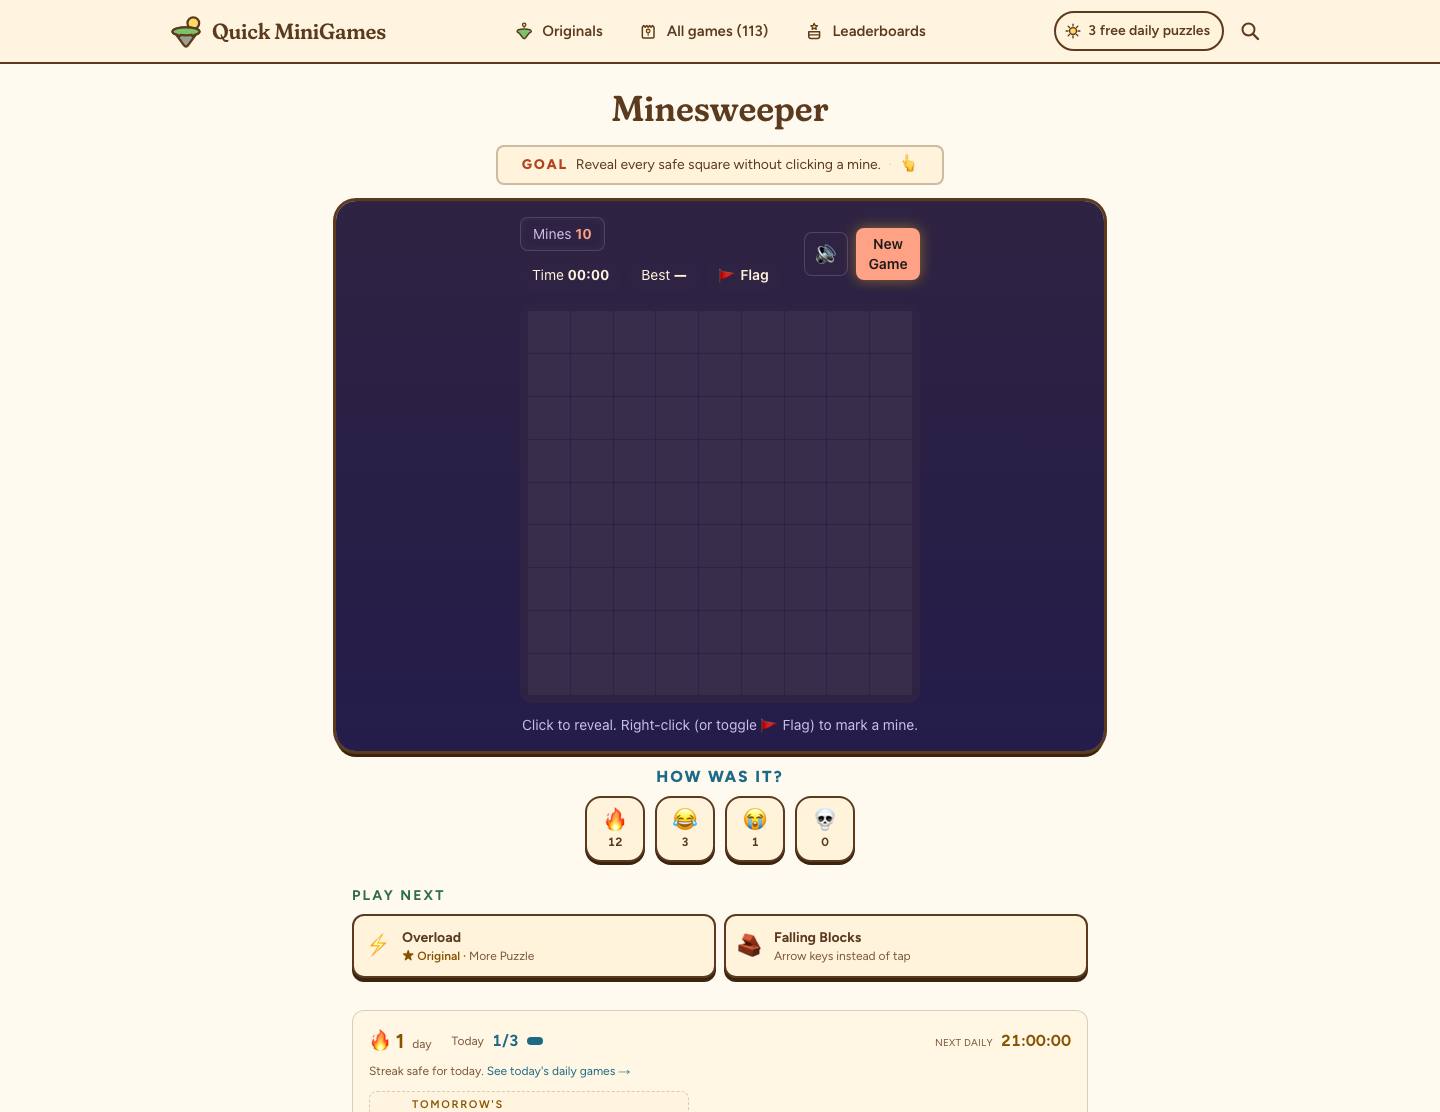 Quick MiniGames
Originals
All games (113)
Leaderboards
3 free daily puzzles
Minesweeper
GOAL Reveal every safe square without clicking a mine.
Mines 10
New
Game
Time 00:00
Best —
Flag
Click to reveal. Right-click (or toggle 🚩 Flag) to mark a mine.
HOW WAS IT?
12
3
1
0
PLAY NEXT
Overload
Original · More Puzzle
Falling Blocks
Arrow keys instead of tap
1 day
Today 1/3
NEXT DAILY 21:00:00
Streak safe for today. See today's daily games →
TOMORROW'S